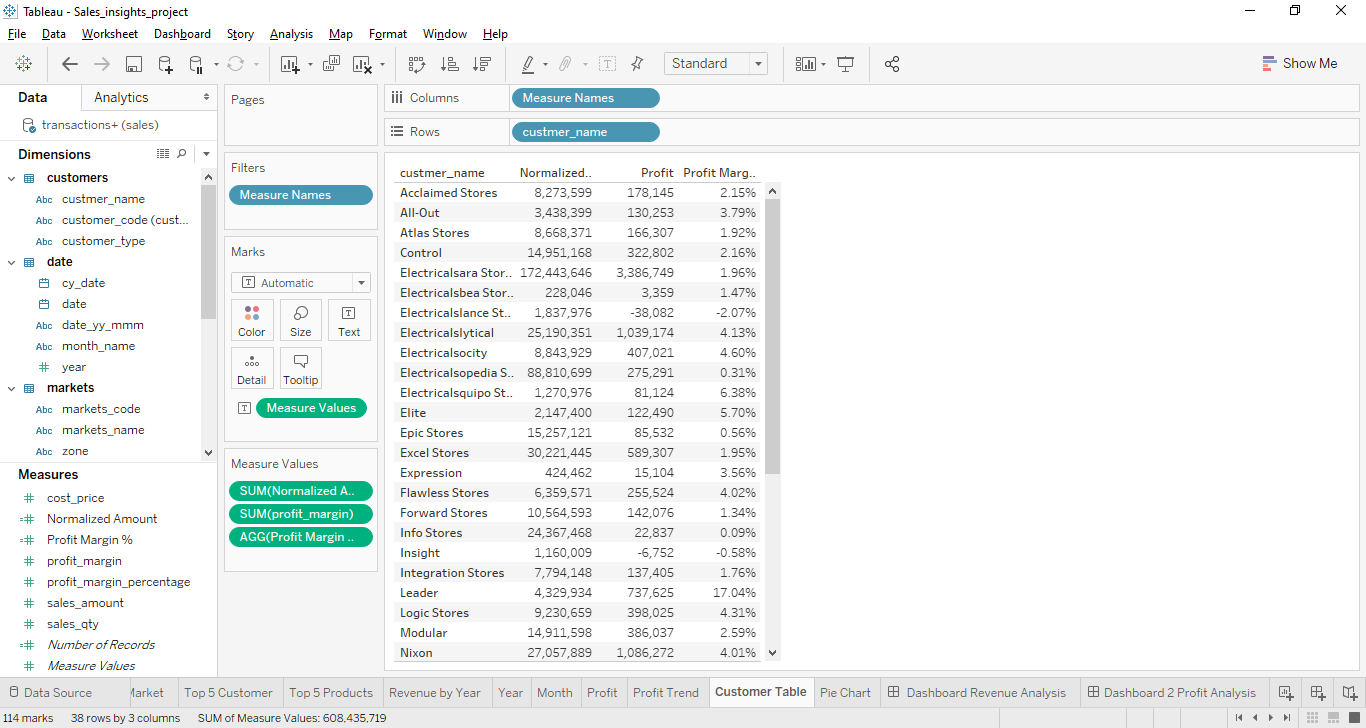 Tableau - Sales_insights_project
File Data Worksheet Dashboard Story Analysis Map Format Window Help
Standard
Show Me
Data Analytics
transactions+ (sales)
Dimensions
customers
Abc custmer_name
Abc customer_code (cust...
Abc customer_type
date
cy_date
date
Abc date_yy_mmm
Abc month_name
year
markets
Abc markets_code
Abc markets_name
Abc zone
Measures
cost_price
Normalized Amount
Profit Margin %
profit_margin
profit_margin_percentage
sales_amount
sales_qty
Number of Records
Measure Values
Pages
Filters
Measure Names
Marks
T Automatic
Color Size Text
Detail Tooltip
Measure Values
Measure Values
SUM(Normalized A..
SUM(profit_margin)
AGG(Profit Margin ..
Columns Measure Names
Rows custmer_name
custmer_name Normalized.. Profit Profit Marg..
Acclaimed Stores 8,273,599 178,145 2.15%
All-Out 3,438,399 130,253 3.79%
Atlas Stores 8,668,371 166,307 1.92%
Control 14,951,168 322,802 2.16%
Electricalsara Stor.. 172,443,646 3,386,749 1.96%
Electricalsbea Stor.. 228,046 3,359 1.47%
Electricalslance St.. 1,837,976 -38,082 -2.07%
Electricalslytical 25,190,351 1,039,174 4.13%
Electricalsocity 8,843,929 407,021 4.60%
Electricalsopedia S.. 88,810,699 275,291 0.31%
Electricalsquipo St.. 1,270,976 81,124 6.38%
Elite 2,147,400 122,490 5.70%
Epic Stores 15,257,121 85,532 0.56%
Excel Stores 30,221,445 589,307 1.95%
Expression 424,462 15,104 3.56%
Flawless Stores 6,359,571 255,524 4.02%
Forward Stores 10,564,593 142,076 1.34%
Info Stores 24,367,468 22,837 0.09%
Insight 1,160,009 -6,752 -0.58%
Integration Stores 7,794,148 137,405 1.76%
Leader 4,329,934 737,625 17.04%
Logic Stores 9,230,659 398,025 4.31%
Modular 14,911,598 386,037 2.59%
Nixon 27,057,889 1,086,272 4.01%
Data Source Market Top 5 Customer Top 5 Products Revenue by Year Year Month Profit Profit Trend Customer Table Pie Chart Dashboard Revenue Analysis Dashboard 2 Profit Analysis
114 marks 38 rows by 3 columns SUM of Measure Values: 608,435,719